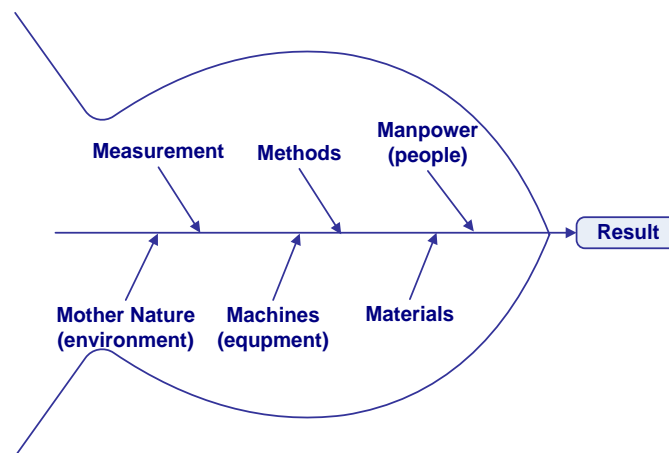 Manpower
(people)
Measurement
Methods
Result
Mother Nature
(environment)
Machines
(equpment)
Materials